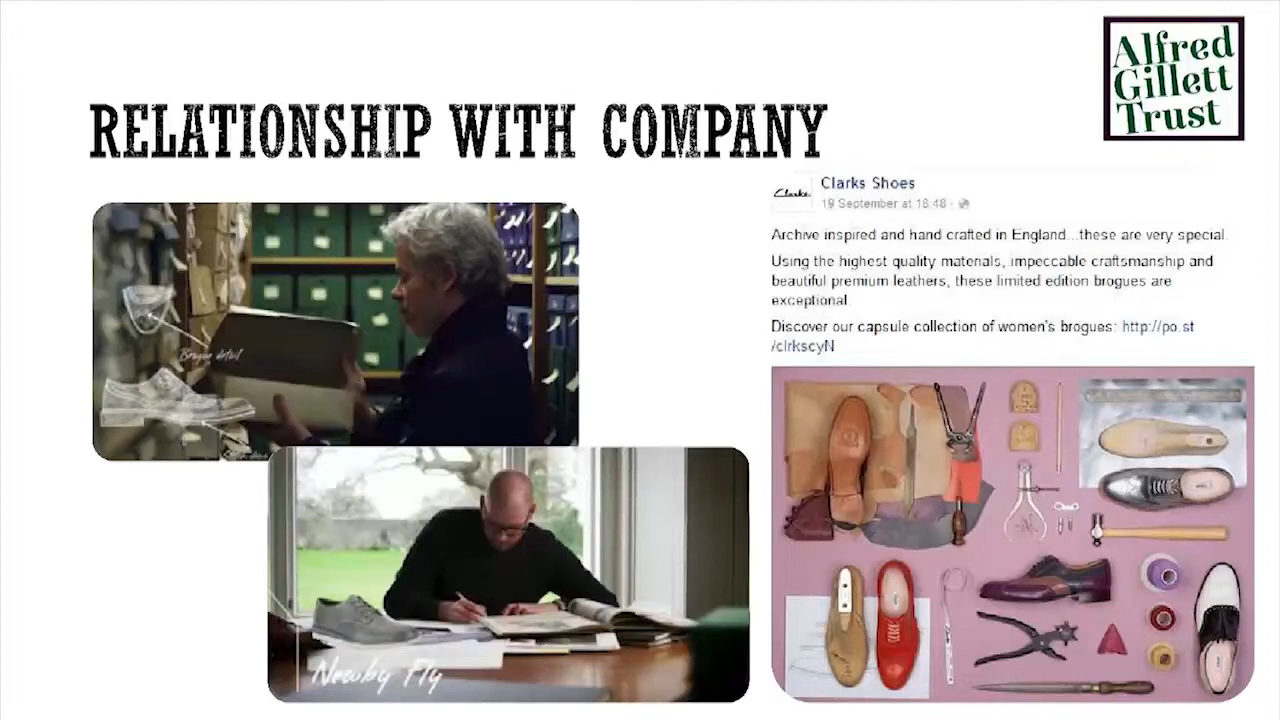 Alfred
Gillett
Trust
RELATIONSHIP WITH COMPANY
Clarks
Clarks Shoes
19 September at 18:48 ·
Archive inspired and hand crafted in England...these are very special.
Using the highest quality materials, impeccable craftsmanship and
beautiful premium leathers, these limited edition brogues are
exceptional.
Discover our capsule collection of women's brogues: http://po.st
/clrkscyN
Brogue detail
Newby Fly